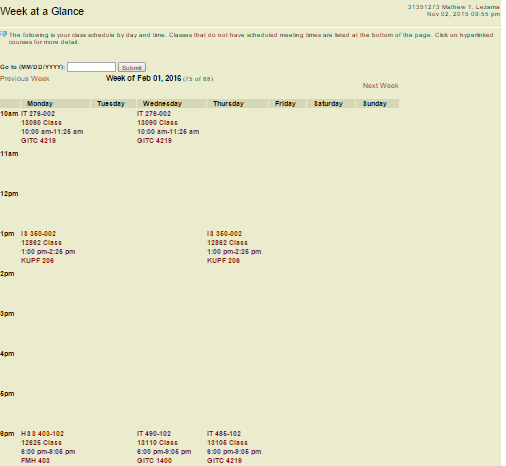 Week at a Glance
31351273 Mathew T. Lezama
Nov 02, 2015 09:55 pm
The following is your class schedule by day and time. Classes that do not have scheduled meeting times are listed at the bottom of the page. Click on hyperlinked
courses for more detail.
Go to (MM/DD/YYYY):
Submit
Previous Week
Week of Feb 01, 2016 (75 of 88)
Next Week
Monday Tuesday Wednesday Thursday Friday Saturday Sunday
10am IT 276-002 IT 276-002
13090 Class 13090 Class
10:00 am-11:25 am 10:00 am-11:25 am
GITC 4219 GITC 4219
11am
12pm
1pm IS 350-002 IS 350-002
12862 Class 12862 Class
1:00 pm-2:25 pm 1:00 pm-2:25 pm
KUPF 206 KUPF 206
2pm
3pm
4pm
5pm
6pm HSS 403-102 IT 490-102 IT 485-102
12625 Class 13110 Class 13105 Class
6:00 pm-9:05 pm 6:00 pm-9:05 pm 6:00 pm-9:05 pm
FMH 403 GITC 1400 GITC 4219